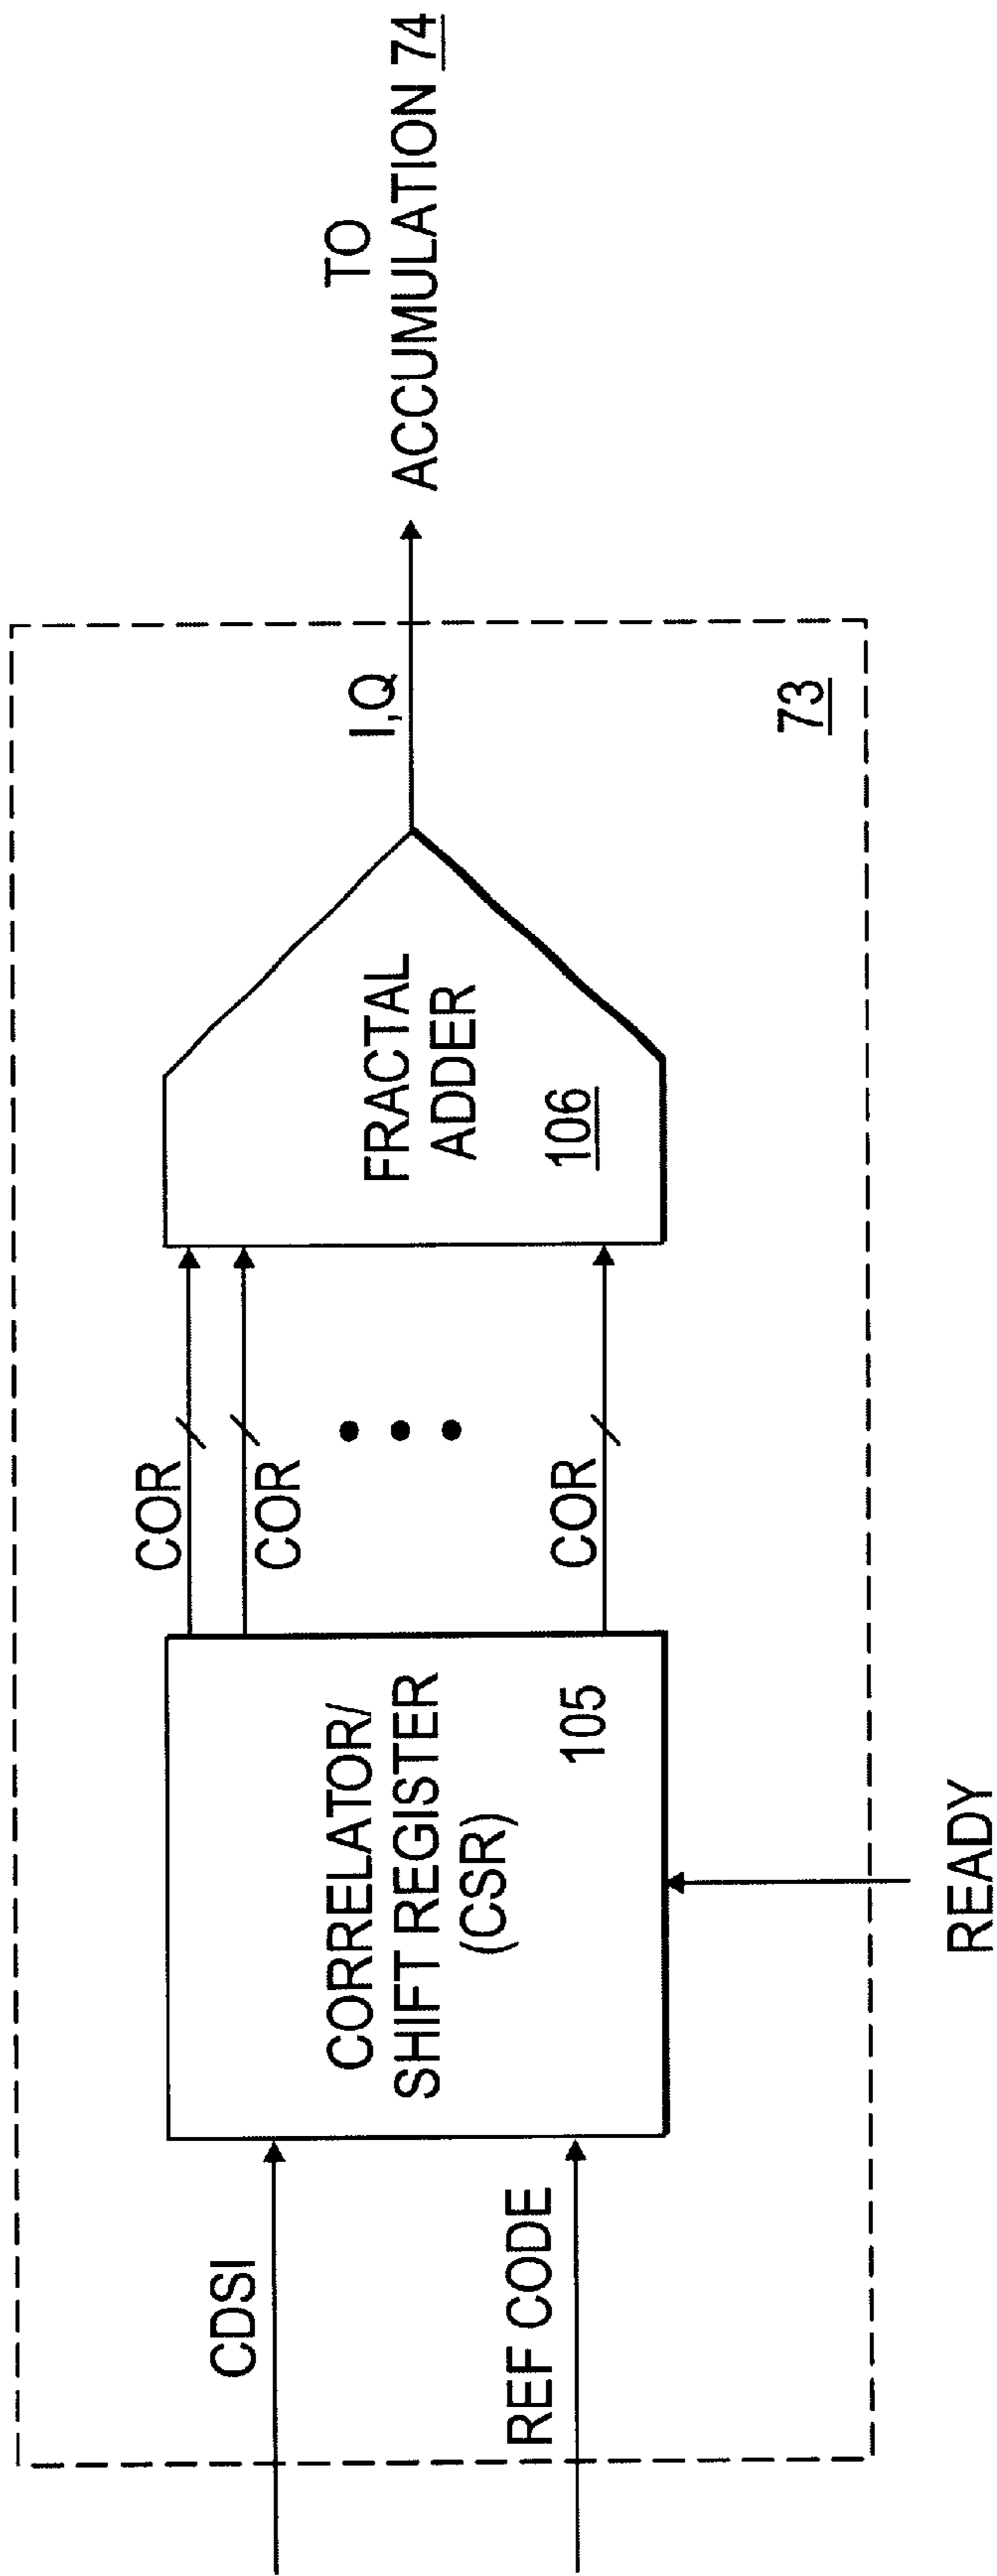 CDSI
REF CODE
CORRELATOR/
SHIFT REGISTER
(CSR)
105
READY
COR
COR
COR
FRACTAL
ADDER
106
I,Q
73
TO
ACCUMULATION 74